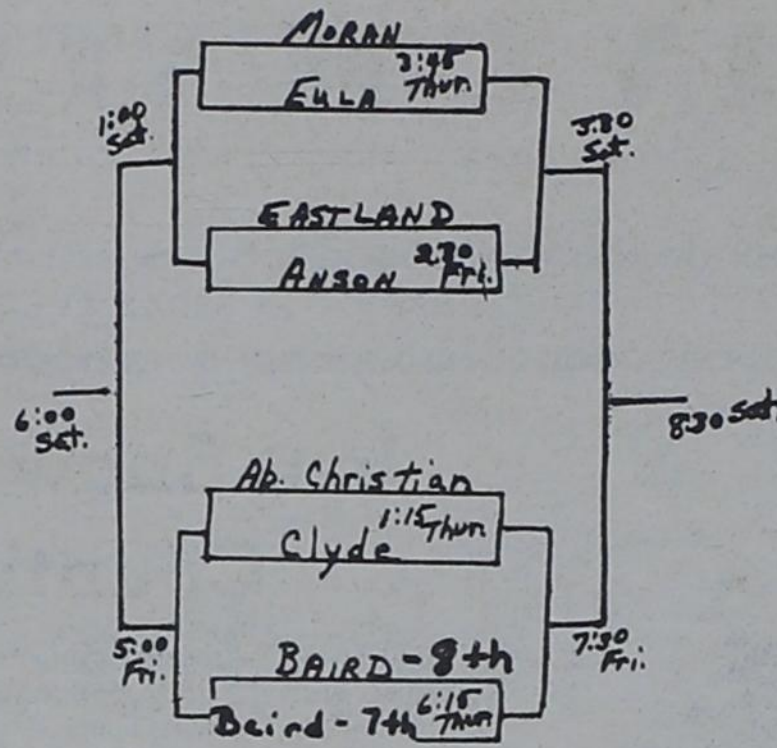 MORAN
3:45
Thur.
EULA
1:00
Sat.
3:30
Sat.
EASTLAND
ANSON
2:30
Fri.
6:00
Sat.
8:30 Sat.
Ab. Christian
1:15 Thur.
Clyde
5:00
Fri.
7:30
Fri.
BAIRD - 8th
Baird - 7th
6:15
Thur.